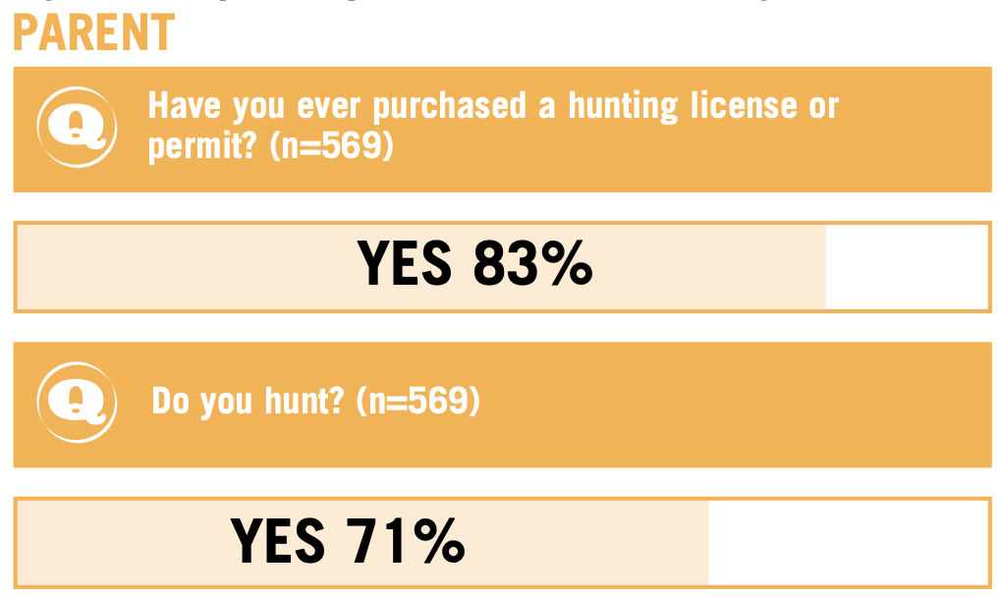 PARENT
Q
Have you ever purchased a hunting license or
permit? (n=569)
YES 83%
Q
Do you hunt? (n=569)
YES 71%